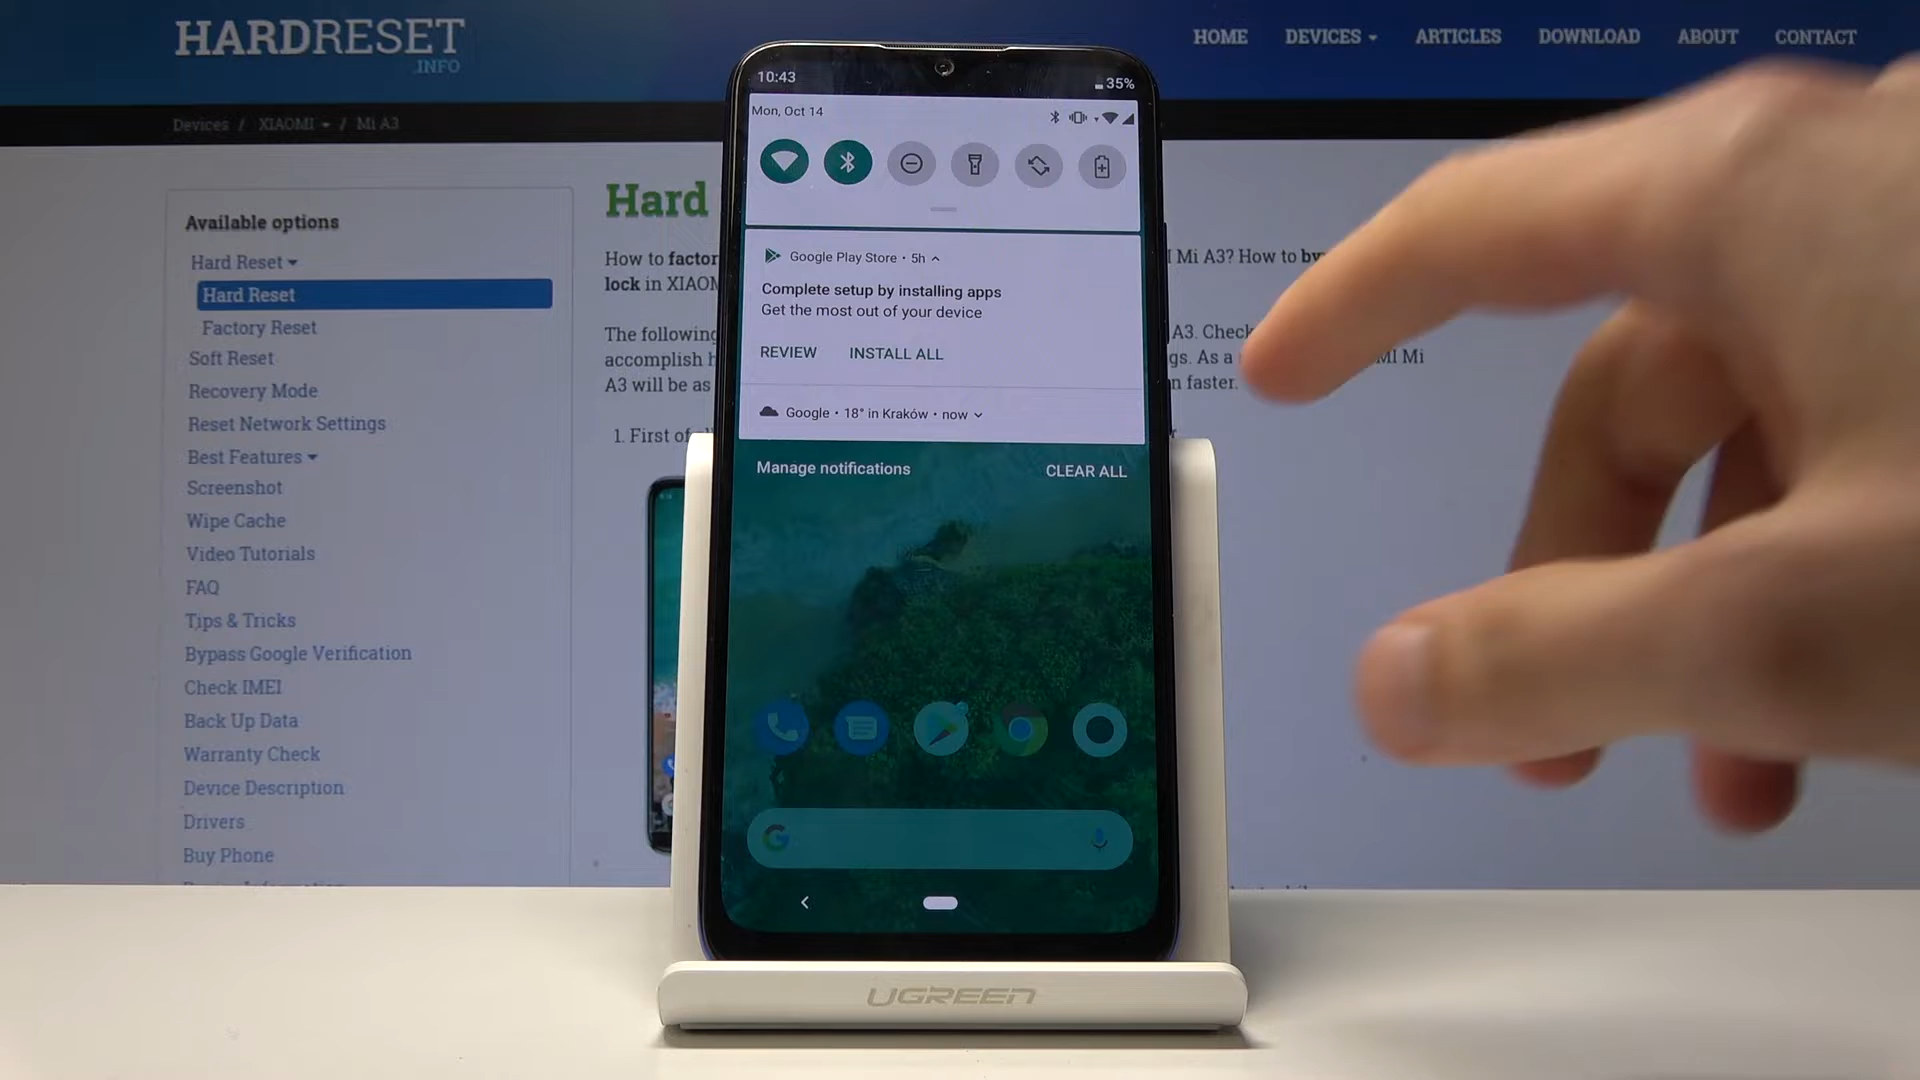 HARDRESET
.INFO
HOME DEVICES ARTICLES DOWNLOAD ABOUT CONTACT
Devices / XIAOMI / Mi A3
Available options
Hard Reset
Hard Reset
Factory Reset
Soft Reset
Recovery Mode
Reset Network Settings
Best Features
Screenshot
Wipe Cache
Video Tutorials
FAQ
Tips & Tricks
Bypass Google Verification
Check IMEI
Back Up Data
Warranty Check
Device Description
Drivers
Buy Phone
Hard
How to factor
Mi A3? How to by
lock in XIAOM
The following
A3. Check
accomplish h
gs. As a
MI Mi
A3 will be as
n faster.
1. First of
10:43
35%
Mon, Oct 14
Google Play Store • 5h
Complete setup by installing apps
Get the most out of your device
REVIEW INSTALL ALL
Google • 18° in Kraków • now
Manage notifications CLEAR ALL
G
UGREEN